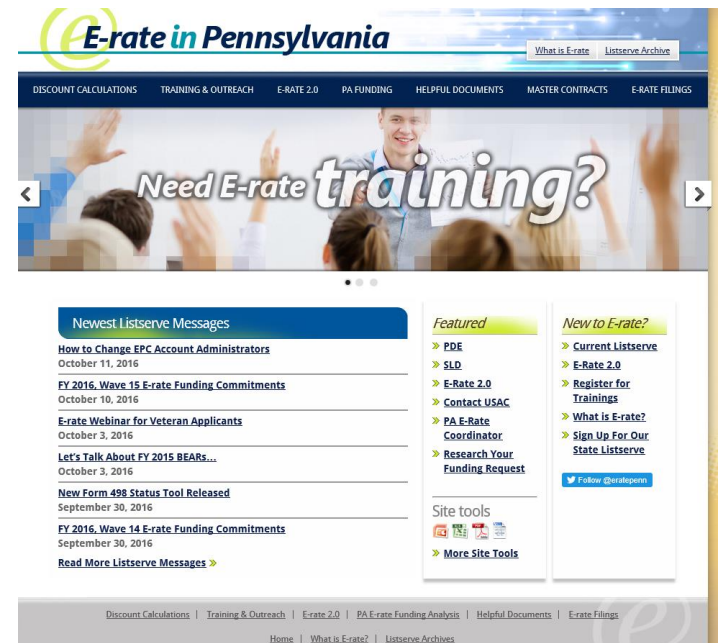 E-rate in Pennsylvania
What is E-rate
Listserve Archive
DISCOUNT CALCULATIONS
TRAINING & OUTREACH
E-RATE 2.0
PA FUNDING
HELPFUL DOCUMENTS
MASTER CONTRACTS
E-RATE FILINGS
Need E-rate training?
Newest Listserve Messages
How to Change EPC Account Administrators
October 11, 2016
FY 2016, Wave 15 E-rate Funding Commitments
October 10, 2016
E-rate Webinar for Veteran Applicants
October 3, 2016
Let's Talk About FY 2015 BEARs...
October 3, 2016
New Form 498 Status Tool Released
September 30, 2016
FY 2016, Wave 14 E-rate Funding Commitments
September 30, 2016
Read More Listserve Messages »
Featured
» PDE
» SLD
» E-Rate 2.0
» Contact USAC
» PA E-Rate
Coordinator
» Research Your
Funding Request
Site tools
» More Site Tools
New to E-rate?
» Current Listserve
» E-Rate 2.0
» Register for
Trainings
» What is E-rate?
» Sign Up For Our
State Listserve
Follow @eratepenn
Discount Calculations | Training & Outreach | E-rate 2.0 | PA E-rate Funding Analysis | Helpful Documents | E-rate Filings
Home | What is E-rate? | Listserve Archives